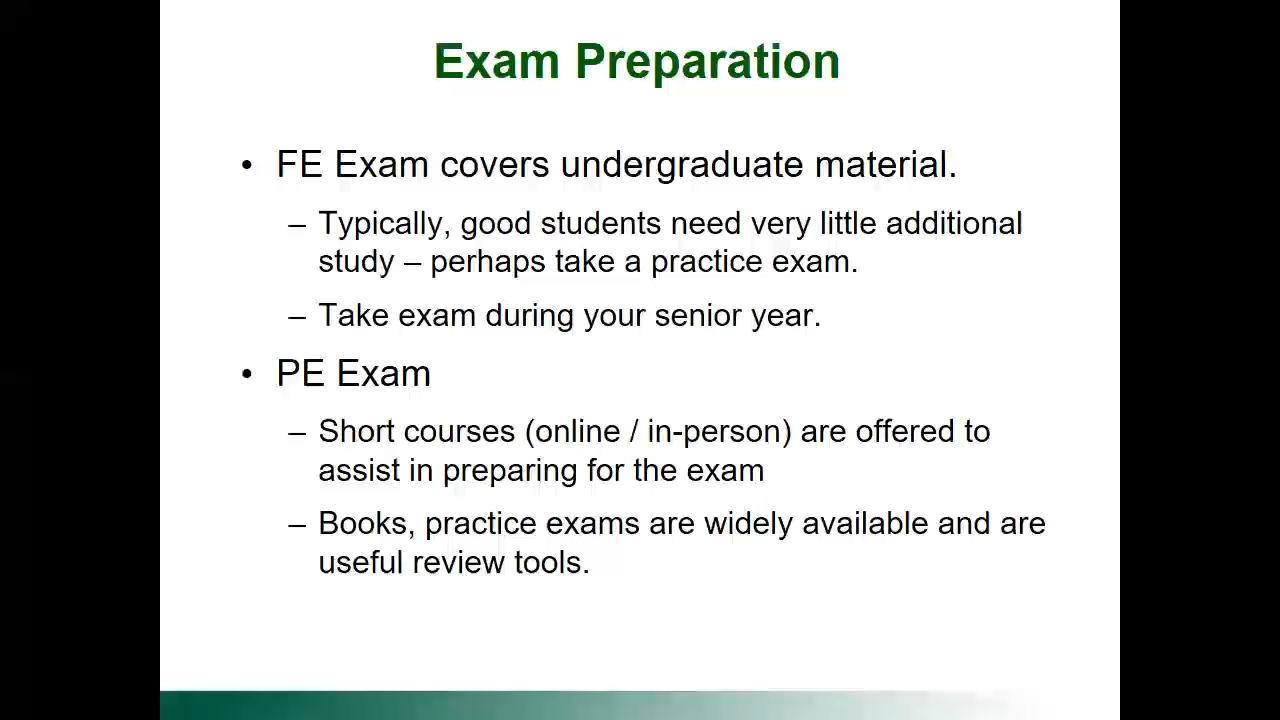 Exam Preparation
• FE Exam covers undergraduate material.
– Typically, good students need very little additional
study – perhaps take a practice exam.
– Take exam during your senior year.
• PE Exam
– Short courses (online / in-person) are offered to
assist in preparing for the exam
– Books, practice exams are widely available and are
useful review tools.